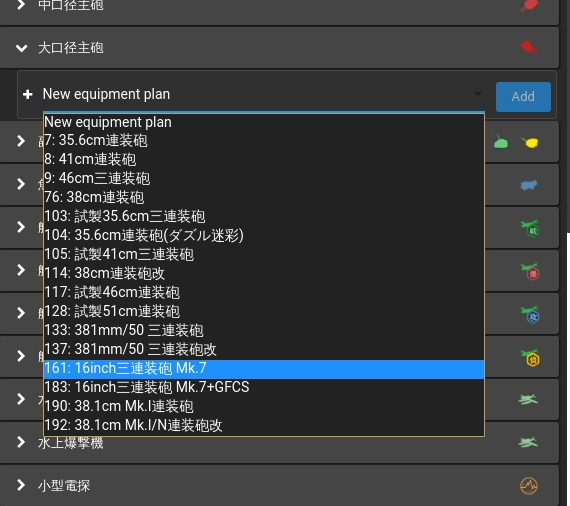 中口径主砲
大口径主砲
New equipment plan
Add
New equipment plan
7: 35.6cm連装砲
8: 41cm連装砲
9: 46cm三連装砲
76: 38cm連装砲
103: 試製35.6cm三連装砲
104: 35.6cm連装砲(ダズル迷彩)
105: 試製41cm三連装砲
114: 38cm連装砲改
117: 試製46cm連装砲
128: 試製51cm連装砲
133: 381mm/50 三連装砲
137: 381mm/50 三連装砲改
161: 16inch三連装砲 Mk.7
183: 16inch三連装砲 Mk.7+GFCS
190: 38.1cm Mk.I連装砲
192: 38.1cm Mk.I/N連装砲改
水上爆撃機
小型電探